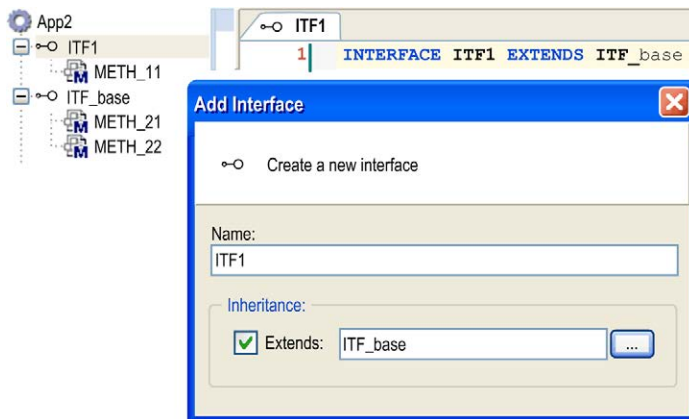 App2
ITF1
METH_11
ITF_base
METH_21
METH_22
ITF1
1 INTERFACE ITF1 EXTENDS ITF_base
Add Interface
Create a new interface
Name:
ITF1
Inheritance:
Extends: ITF_base ...